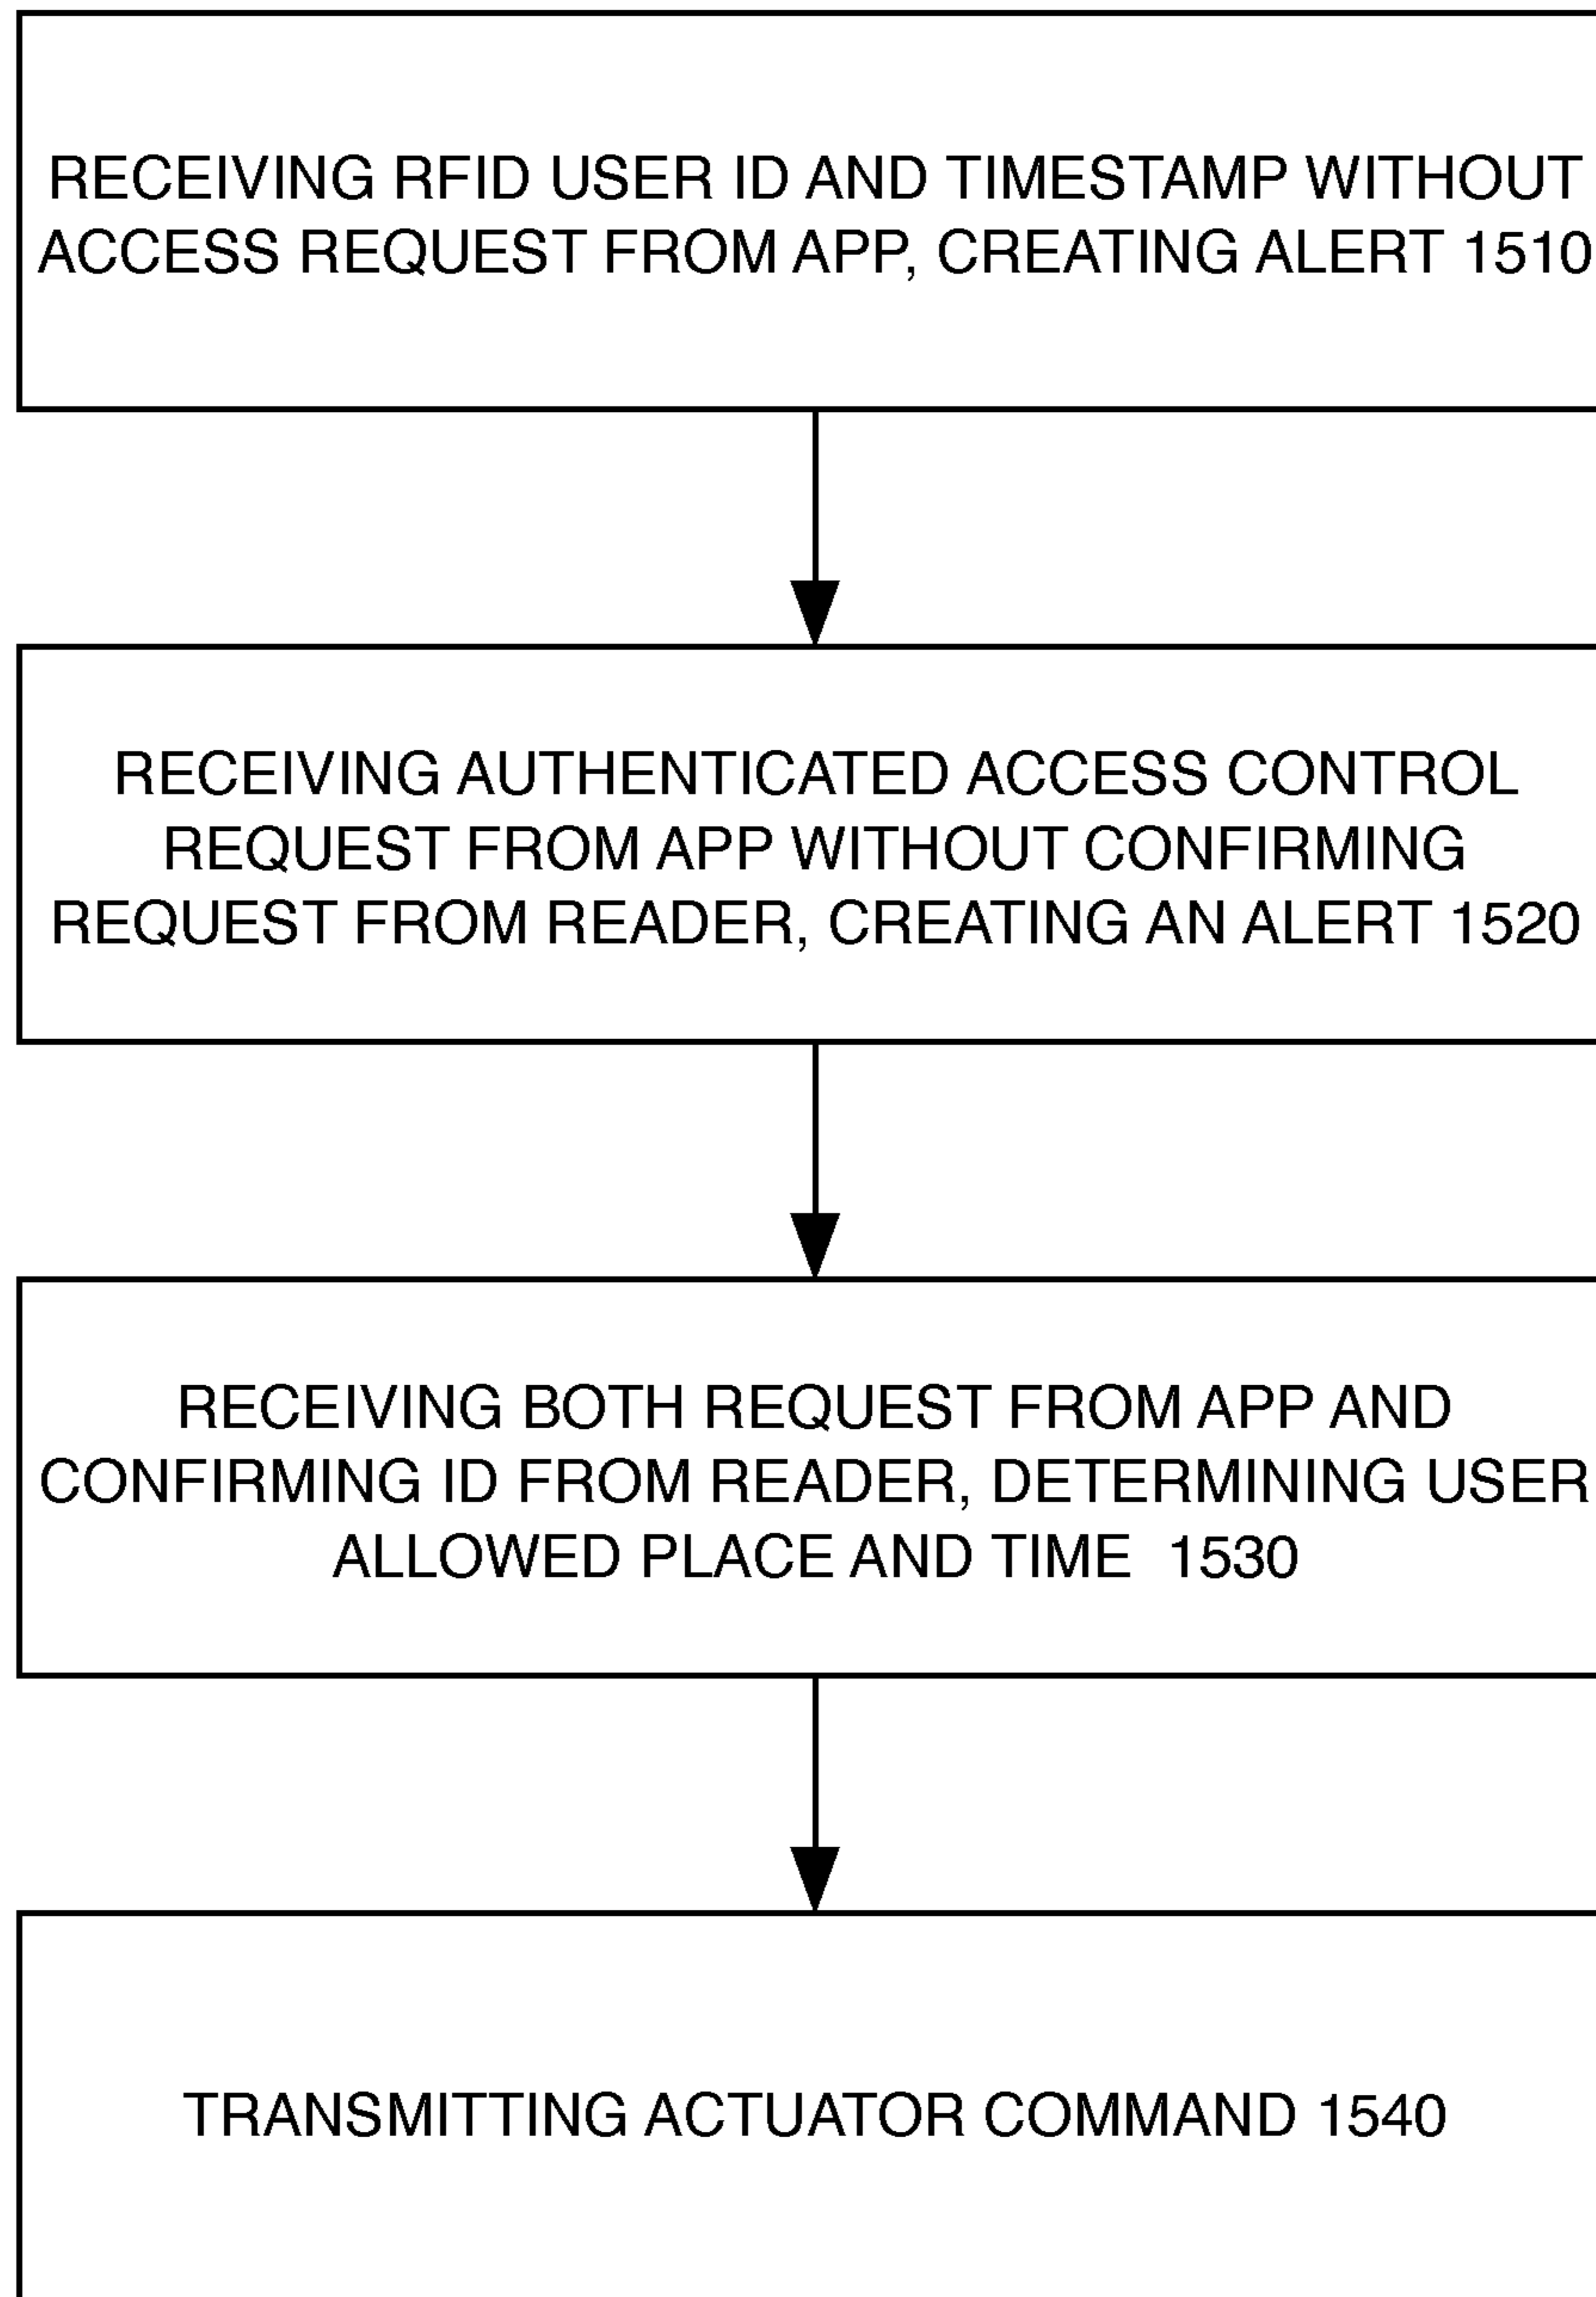 RECEIVING RFID USER ID AND TIMESTAMP WITHOUT
ACCESS REQUEST FROM APP, CREATING ALERT 1510
RECEIVING AUTHENTICATED ACCESS CONTROL
REQUEST FROM APP WITHOUT CONFIRMING
REQUEST FROM READER, CREATING AN ALERT 1520
RECEIVING BOTH REQUEST FROM APP AND
CONFIRMING ID FROM READER, DETERMINING USER
ALLOWED PLACE AND TIME 1530
TRANSMITTING ACTUATOR COMMAND 1540